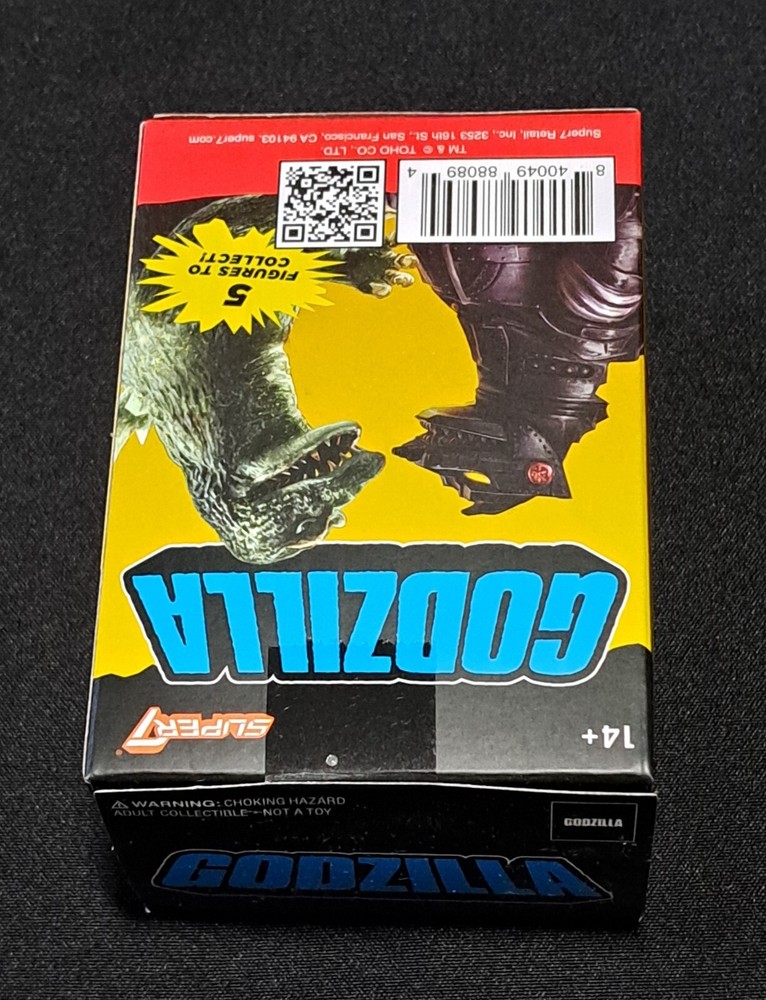 14+
SUPER7®
GODZILLA
5
FIGURES TO
COLLECT!
8 40049 88089 4
TM & © TOHO CO., LTD.
Super7 Retail, Inc., 3253 16th St., San Francisco, CA 94103. super7.com
⚠ WARNING: CHOKING HAZARD
ADULT COLLECTIBLE–NOT A TOY
GODZILLA
GODZILLA